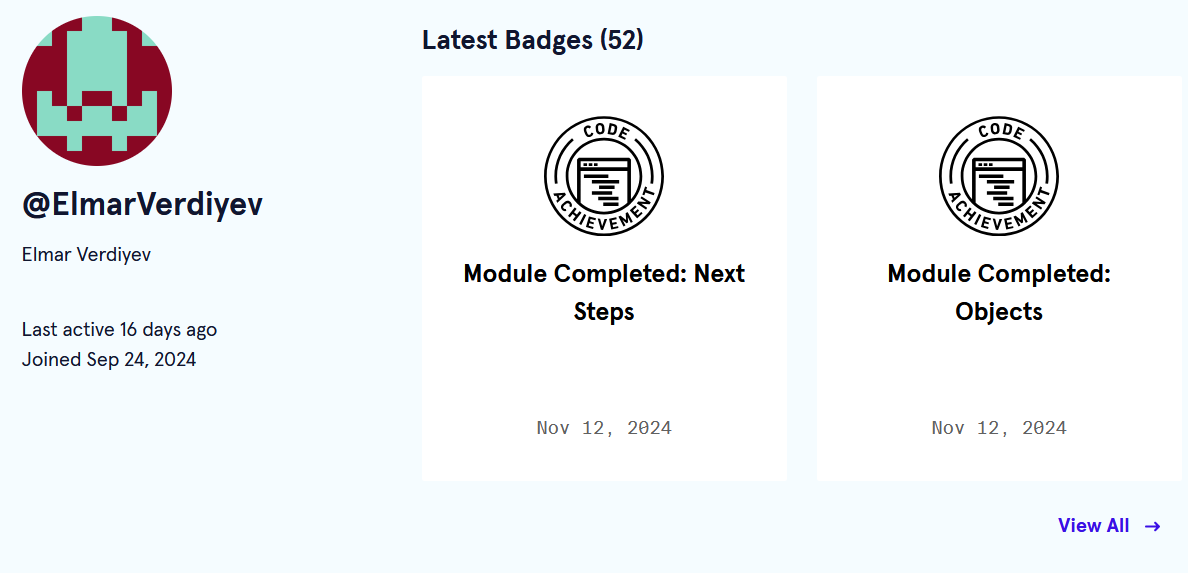 @ElmarVerdiyev
Elmar Verdiyev
Last active 16 days ago
Joined Sep 24, 2024
Latest Badges (52)
CODE
ACHIEVEMENT
Module Completed: Next
Steps
Nov 12, 2024
CODE
ACHIEVEMENT
Module Completed:
Objects
Nov 12, 2024
View All →